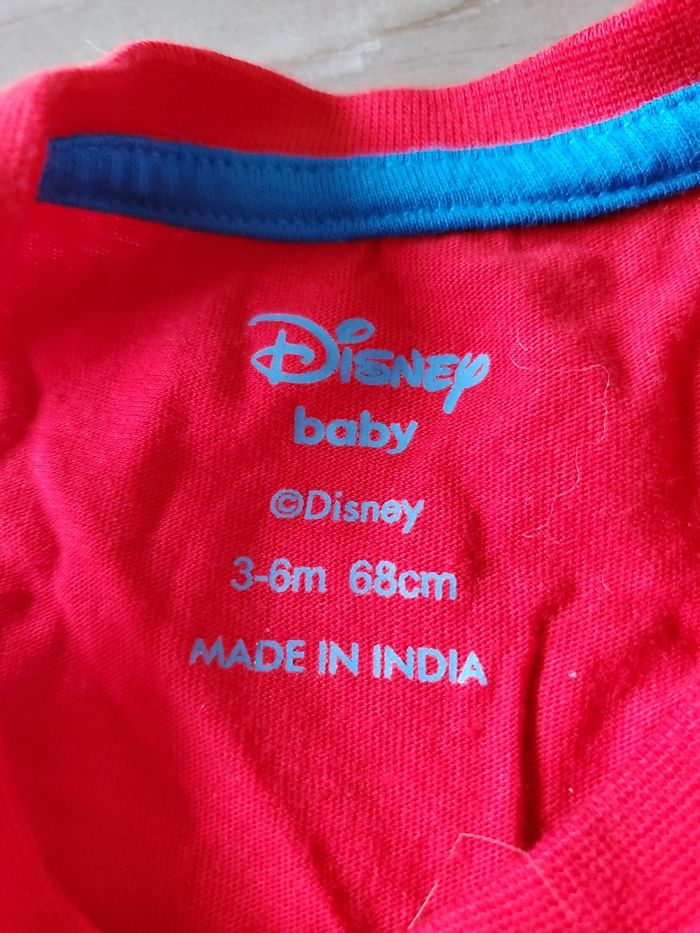 Disney
baby
©Disney
3-6m 68cm
MADE IN INDIA